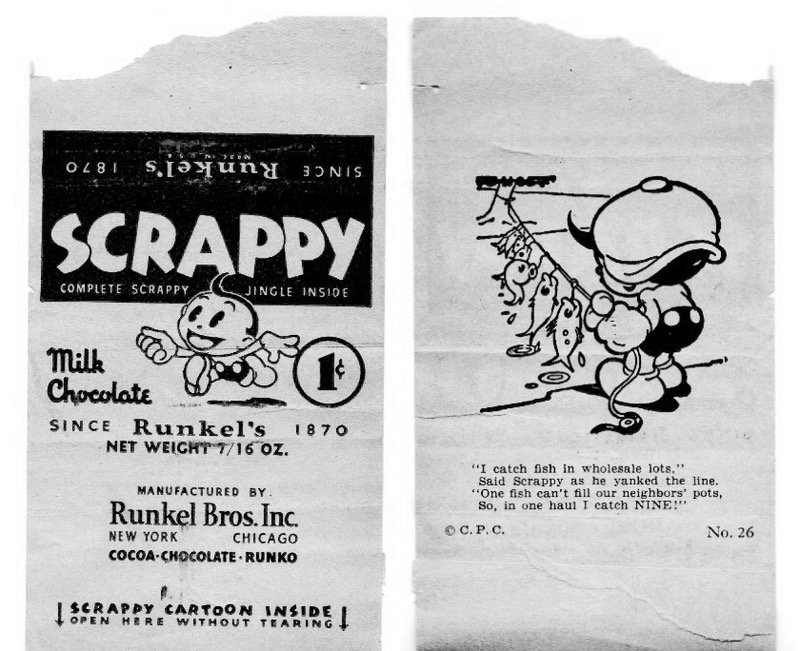 SINCE Runkel's 1870
MADE IN U.S.A.
SCRAPPY
COMPLETE SCRAPPY JINGLE INSIDE
Milk
Chocolate
1¢
SINCE Runkel's 1870
NET WEIGHT 7/16 OZ.
MANUFACTURED BY
Runkel Bros. Inc.
NEW YORK CHICAGO
COCOA-CHOCOLATE-RUNKO
SCRAPPY CARTOON INSIDE
OPEN HERE WITHOUT TEARING
"I catch fish in wholesale lots,"
Said Scrappy as he yanked the line.
"One fish can't fill our neighbors' pots,
So, in one haul I catch NINE!"
© C. P. C. No. 26